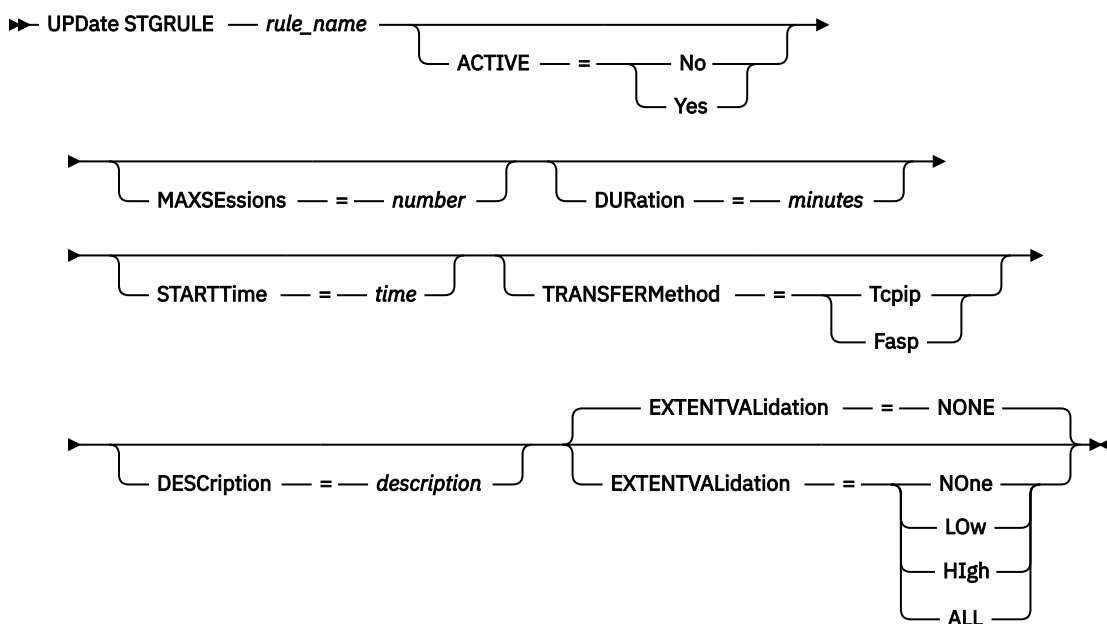 UPDate STGRULE rule_name
ACTIVE = No
Yes
MAXSEssions = number DURation = minutes
STARTTime = time TRANSFERMethod = Tcpip
Fasp
EXTENTVALidation = NONE
DESCription = description EXTENTVALidation = NOne
LOw
HIgh
ALL